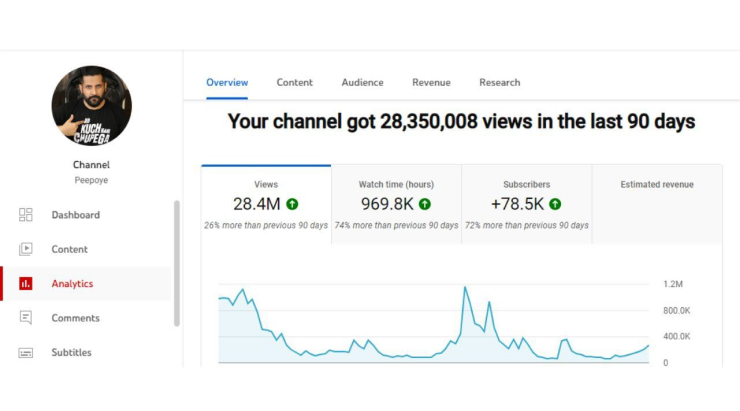 Overview Content Audience Revenue Research
Your channel got 28,350,008 views in the last 90 days
KUCH
CHUPEGA
Channel
Peepoye
Dashboard
Content
Analytics
Comments
Subtitles
Views
28.4M
26% more than previous 90 days
Watch time (hours)
969.8K
74% more than previous 90 days
Subscribers
+78.5K
72% more than previous 90 days
Estimated revenue
1.2M
800.0K
400.0K
0